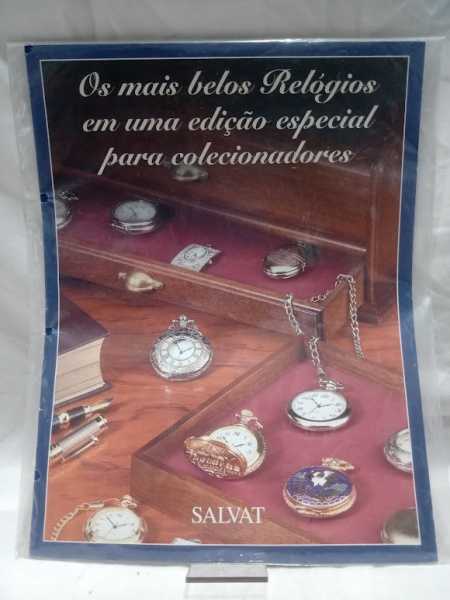 Os mais belos Relógios
em uma edição especial
para colecionadores
SALVAT